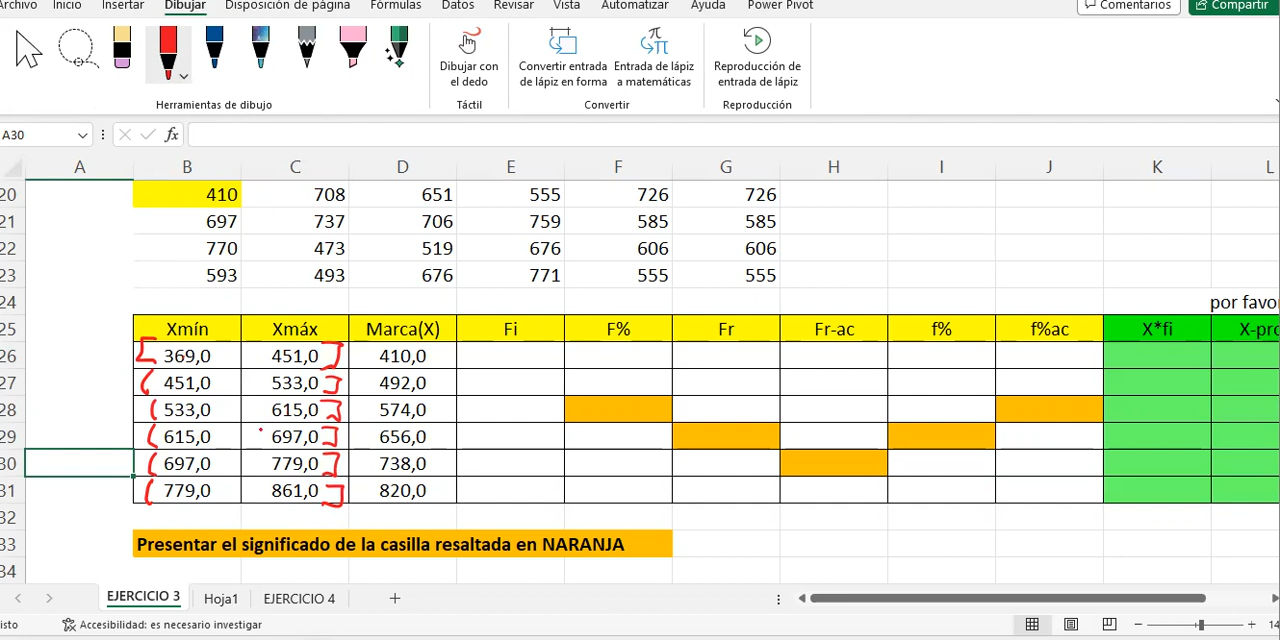 Archivo Inicio Insertar Dibujar Disposición de página Fórmulas Datos Revisar Vista Automatizar Ayuda Power Pivot Comentarios Compartir
Dibujar con el dedo
Convertir entrada de lápiz en forma
Entrada de lápiz a matemáticas
Reproducción de entrada de lápiz
Herramientas de dibujo Táctil Convertir Reproducción
A30 fx
A B C D E F G H I J K L
20 410 708 651 555 726 726
21 697 737 706 759 585 585
22 770 473 519 676 606 606
23 593 493 676 771 555 555
24 por favo
25 Xmín Xmáx Marca(X) Fi F% Fr Fr-ac f% f%ac X*fi X-pro
26 [ 369,0 451,0 ] 410,0
27 ( 451,0 533,0 ] 492,0
28 ( 533,0 615,0 ] 574,0
29 ( 615,0 697,0 ] 656,0
30 ( 697,0 779,0 ] 738,0
31 ( 779,0 861,0 ] 820,0
32
33 Presentar el significado de la casilla resaltada en NARANJA
34
EJERCICIO 3 Hoja1 EJERCICIO 4 +
isto Accesibilidad: es necesario investigar 14